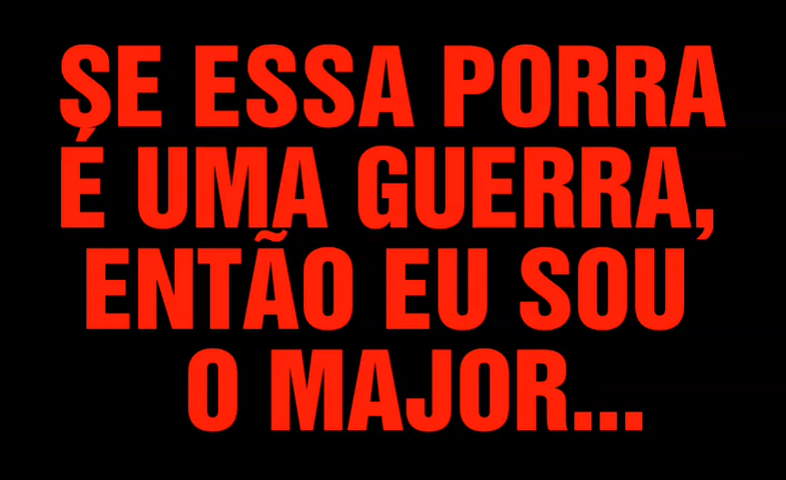 SE ESSA PORRA
É UMA GUERRA,
ENTÃO EU SOU
O MAJOR...